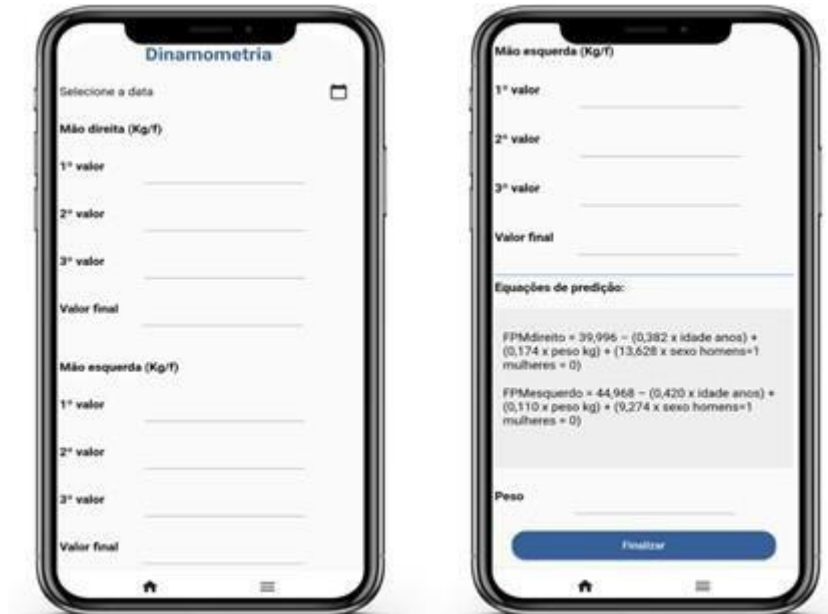 Dinamometria
Selecione a data
Mão direita (Kg/f)
1º valor
2º valor
3º valor
Valor final
Mão esquerda (Kg/f)
1º valor
2º valor
3º valor
Valor final
Mão esquerda (Kg/f)
1º valor
2º valor
3º valor
Valor final
Equações de predição:
FPMdireito = 39,996 – (0,382 x idade anos) +
(0,174 x peso kg) + (13,628 x sexo homens=1
mulheres = 0)
FPMesquerdo = 44,968 – (0,420 x idade anos) +
(0,110 x peso kg) + (9,274 x sexo homens=1
mulheres = 0)
Peso
Finalizar